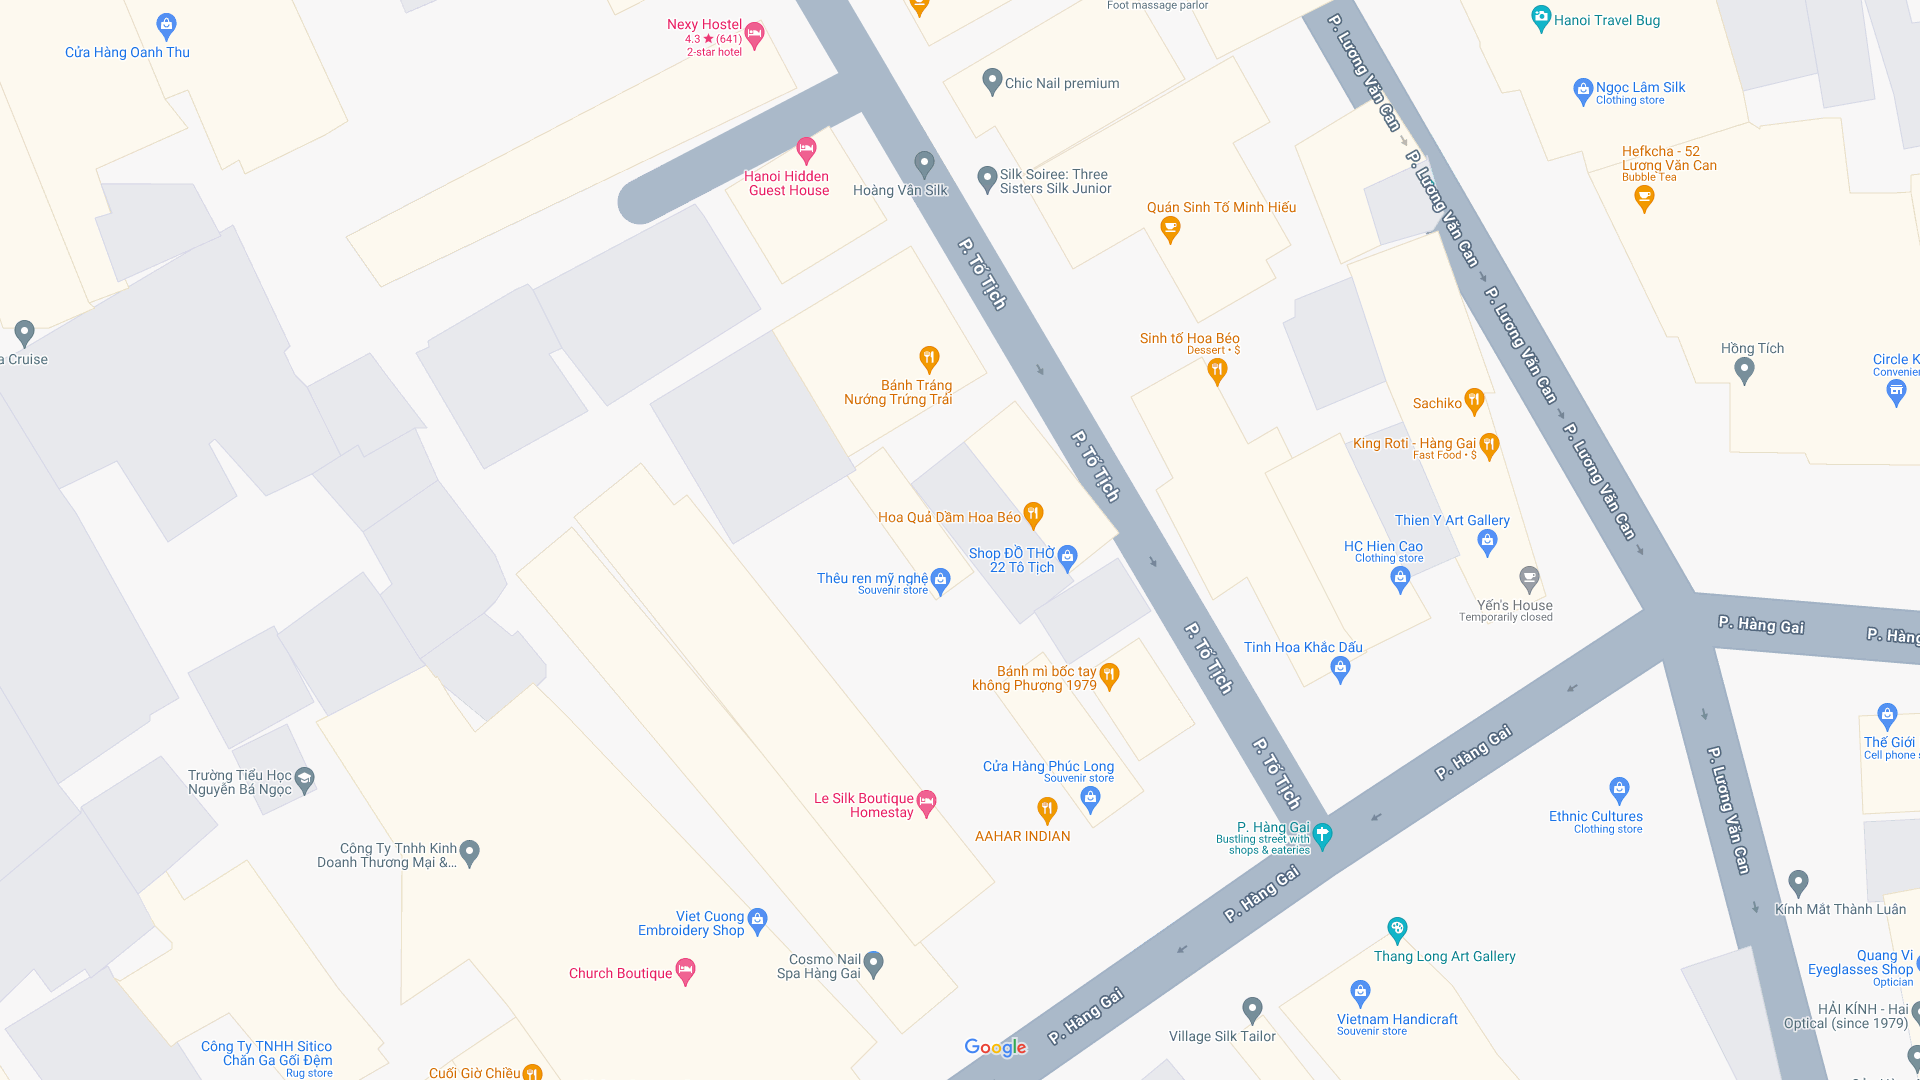 Foot massage parlor
Nexy Hostel
4.3 ★ (641)
2-star hotel
Cửa Hàng Oanh Thu
Hanoi Travel Bug
P. Lương Văn Can
Chic Nail premium
Ngọc Lâm Silk
Clothing store
Hefkcha - 52
Lương Văn Can
Bubble Tea
Hanoi Hidden
Guest House
Hoàng Vân Silk
Silk Soiree: Three
Sisters Silk Junior
P. Lương Văn Can
Quán Sinh Tố Minh Hiếu
P. Tố Tịch
a Cruise
Sinh tố Hoa Béo
Dessert • $
P. Lương Văn Can
Hồng Tích
Circle K
Convenien
Bánh Tráng
Nướng Trứng Trải
Sachiko
King Roti - Hàng Gai
Fast Food • $
P. Tố Tịch
P. Lương Văn Can
Hoa Quả Dầm Hoa Béo
Thien Y Art Gallery
Shop ĐỒ THỜ
22 Tô Tịch
HC Hien Cao
Clothing store
Thêu ren mỹ nghệ
Souvenir store
Yến's House
Temporarily closed
P. Hàng Gai
P. Hàng
Tinh Hoa Khắc Dấu
P. Tố Tịch
Bánh mì bốc tay
không Phượng 1979
Thế Giới
Cell phone s
P. Hàng Gai
Cửa Hàng Phúc Long
Souvenir store
P. Tố Tịch
Trường Tiểu Học
Nguyễn Bá Ngọc
Le Silk Boutique
Homestay
AAHAR INDIAN
P. Hàng Gai
Bustling street with
shops & eateries
Ethnic Cultures
Clothing store
P. Lương Văn Can
Công Ty Tnhh Kinh
Doanh Thương Mại &...
P. Hàng Gai
Kính Mắt Thành Luân
Viet Cuong
Embroidery Shop
Cosmo Nail
Spa Hàng Gai
Church Boutique
Thang Long Art Gallery
Quang Vi
Eyeglasses Shop
Optician
P. Hàng Gai
Vietnam Handicraft
Souvenir store
HẢI KÍNH - Hai
Optical (since 1979)
Village Silk Tailor
Google
Công Ty TNHH Sitico
Chăn Ga Gối Đệm
Rug store
Cuối Giờ Chiều